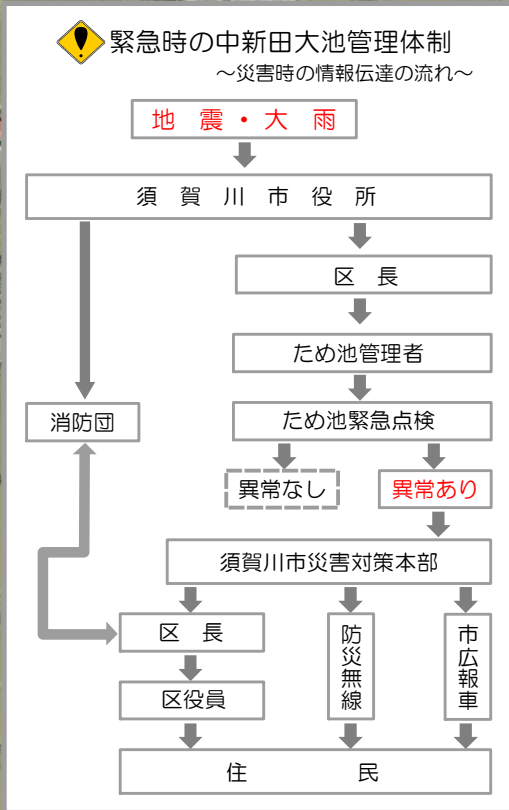 緊急時の中新田大池管理体制
～災害時の情報伝達の流れ～
地 震・大 雨
須 賀 川 市 役 所
区 長
ため池管理者
消防団
ため池緊急点検
異常なし
異常あり
須賀川市災害対策本部
区 長
防災無線
市広報車
区役員
住 民